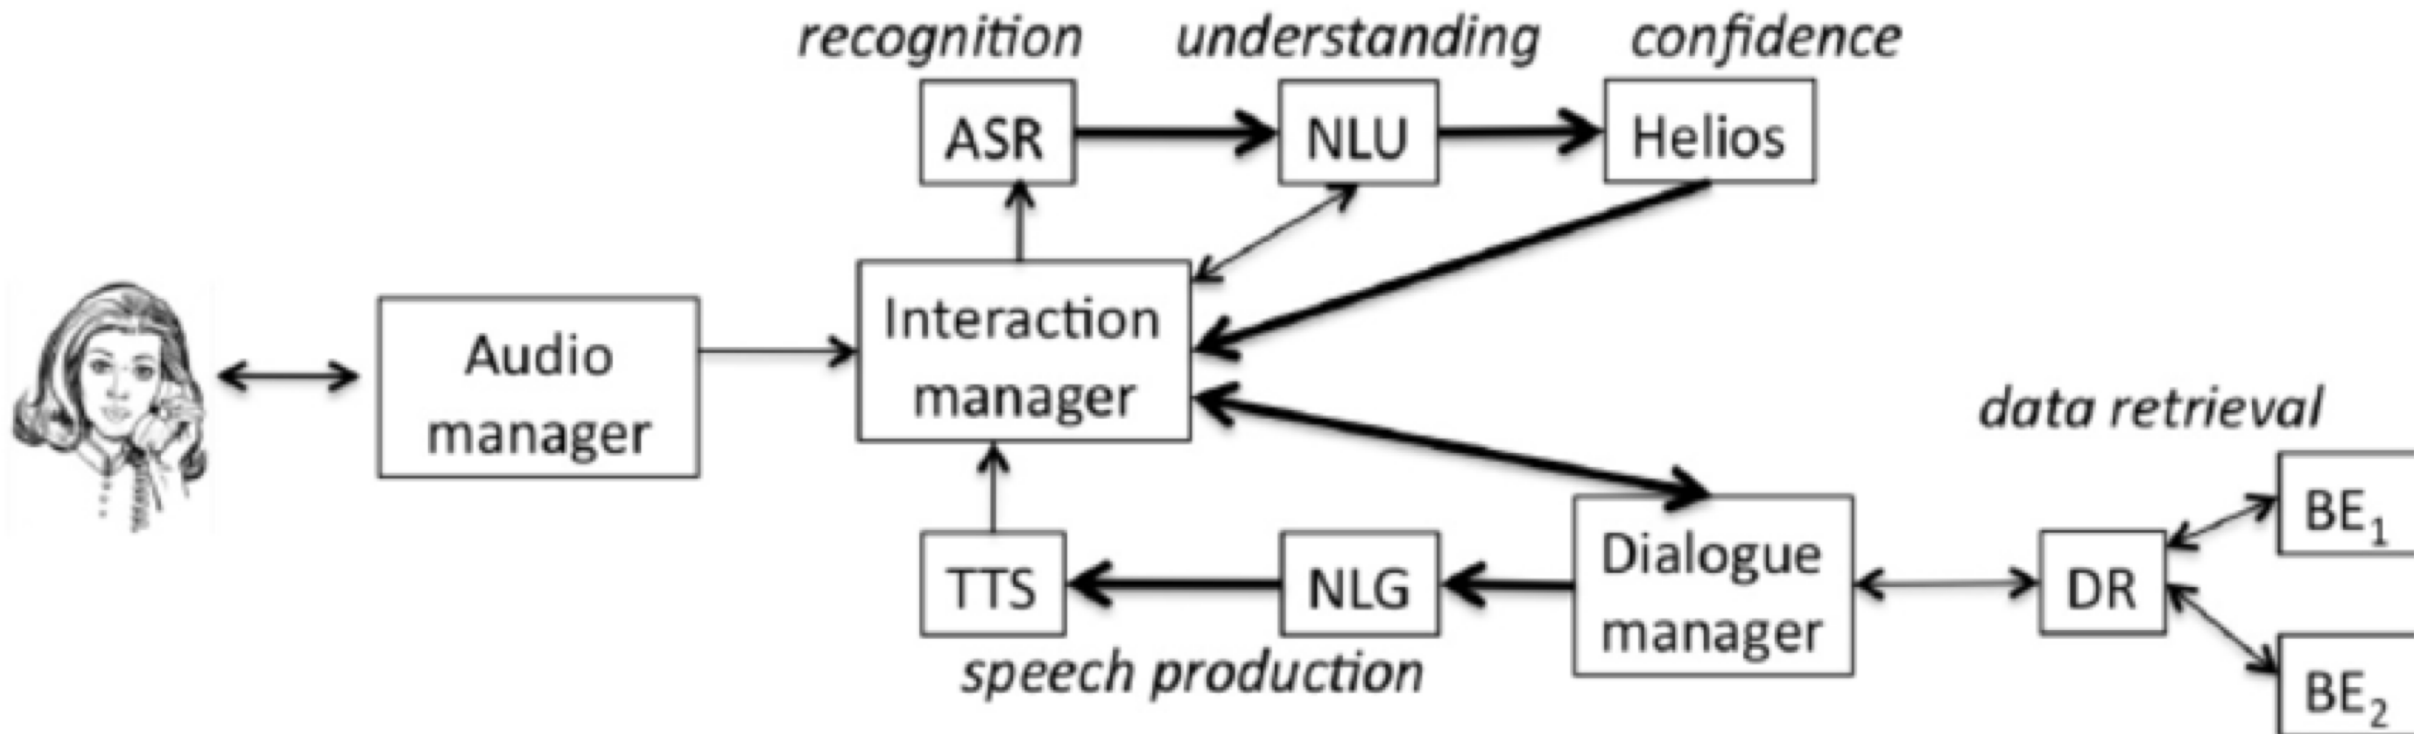 recognition understanding confidence
ASR NLU Helios
Interaction
manager
Audio
manager
data retrieval
BE1
Dialogue
manager
TTS NLG DR
speech production
BE2